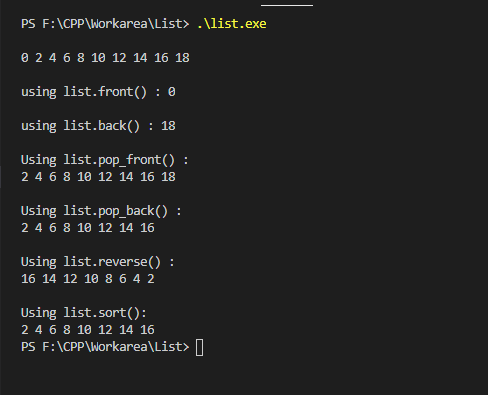 PS F:\CPP\Workarea\List> .\list.exe
0 2 4 6 8 10 12 14 16 18
using list.front() : 0
using list.back() : 18
Using list.pop_front() :
2 4 6 8 10 12 14 16 18
Using list.pop_back() :
2 4 6 8 10 12 14 16
Using list.reverse() :
16 14 12 10 8 6 4 2
Using list.sort():
2 4 6 8 10 12 14 16
PS F:\CPP\Workarea\List>